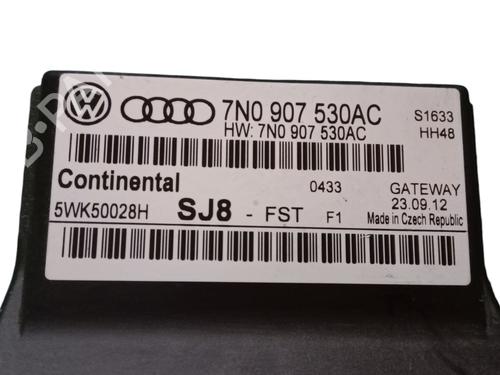 7N0 907 530AC
S1633
HW: 7N0 907 530AC
HH48
Continental
0433
GATEWAY
5WK50028H
SJ8 - FST F1
23.09.12
Made in Czech Republic